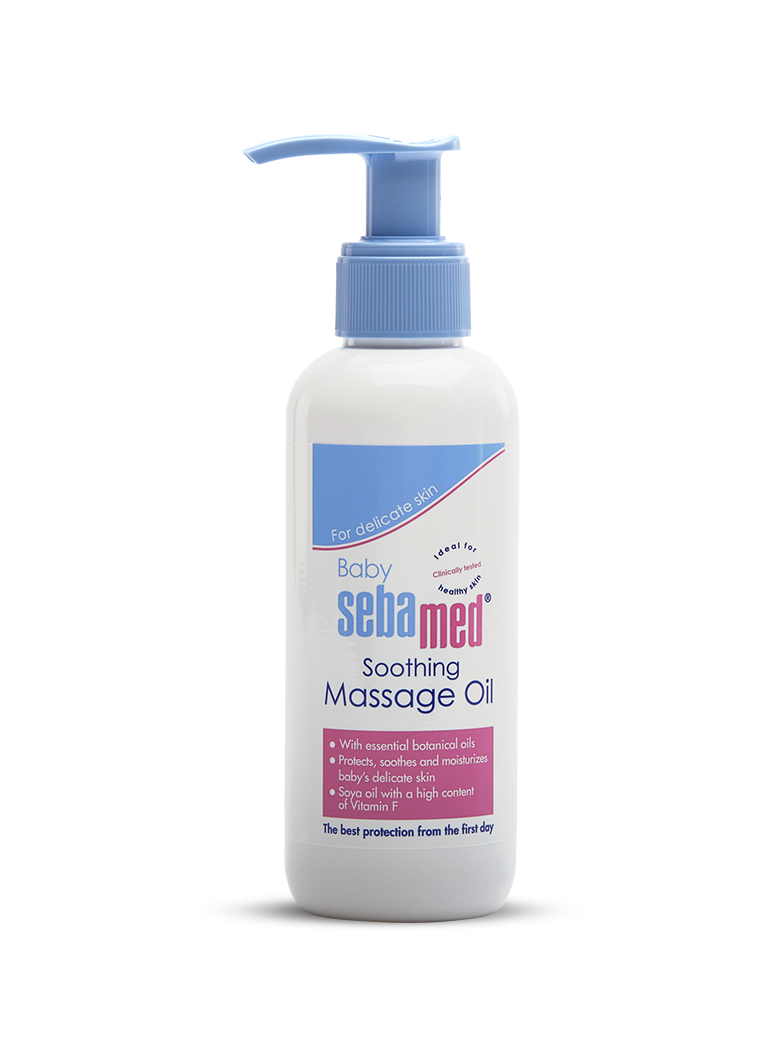 For delicate skin
Ideal for
Clinically tested
healthy skin
Baby
sebamed®
Soothing
Massage Oil
• With essential botanical oils
• Protects, soothes and moisturizes
baby's delicate skin
• Soya oil with a high content
of Vitamin F
The best protection from the first day